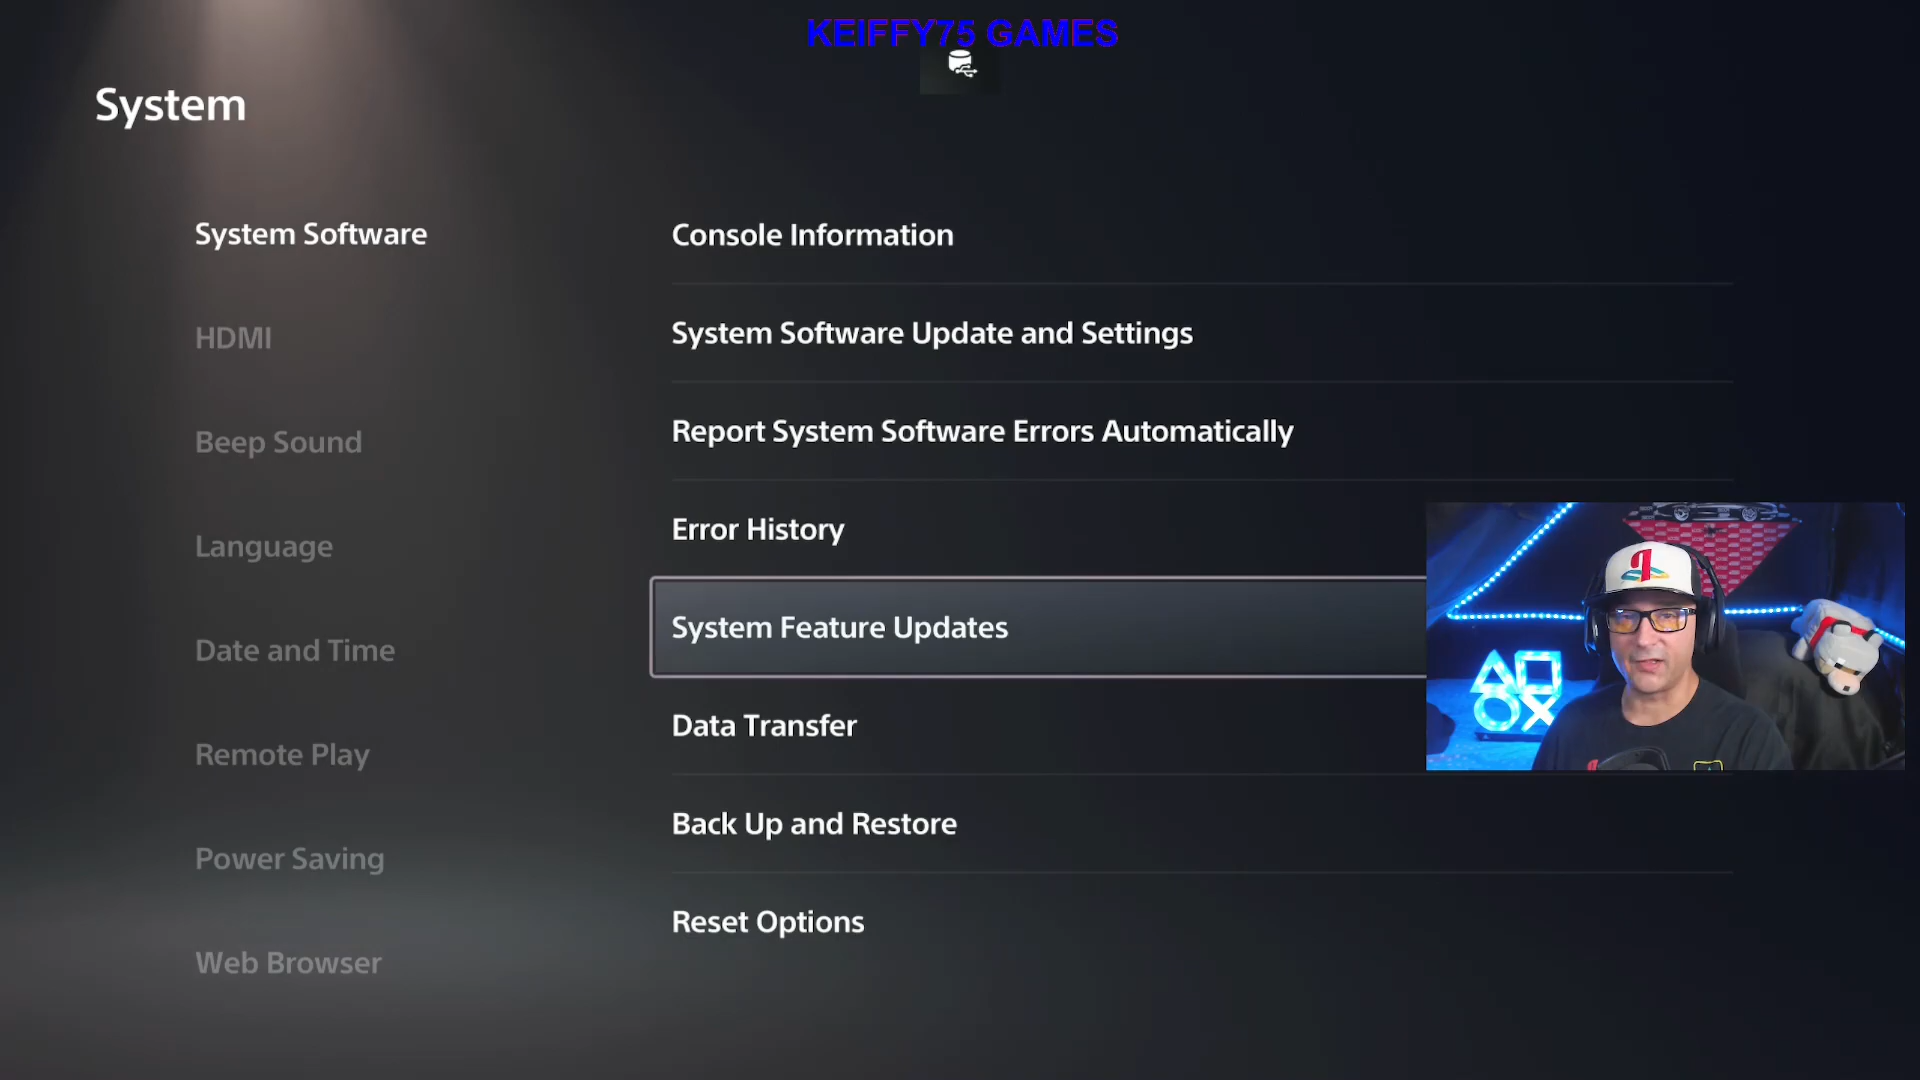 KEIFFY75 GAMES
System
System Software
HDMI
Beep Sound
Language
Date and Time
Remote Play
Power Saving
Web Browser
Console Information
System Software Update and Settings
Report System Software Errors Automatically
Error History
System Feature Updates
Data Transfer
Back Up and Restore
Reset Options